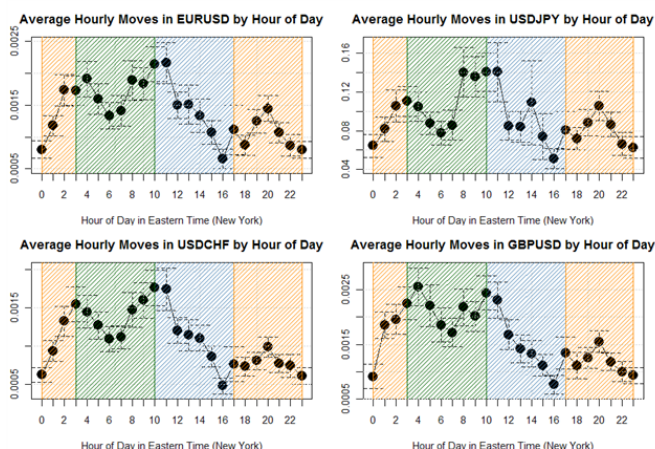 Average Hourly Moves in EURUSD by Hour of Day
0.0005 0.0015 0.0025
0 2 4 6 8 10 12 14 16 18 20 22
Hour of Day in Eastern Time (New York)
Average Hourly Moves in USDJPY by Hour of Day
0.04 0.08 0.12 0.16
0 2 4 6 8 10 12 14 16 18 20 22
Hour of Day in Eastern Time (New York)
Average Hourly Moves in USDCHF by Hour of Day
0.0005 0.0015
0 2 4 6 8 10 12 14 16 18 20 22
Hour of Day in Eastern Time (New York)
Average Hourly Moves in GBPUSD by Hour of Day
0.0005 0.0015 0.0025
0 2 4 6 8 10 12 14 16 18 20 22
Hour of Day in Eastern Time (New York)